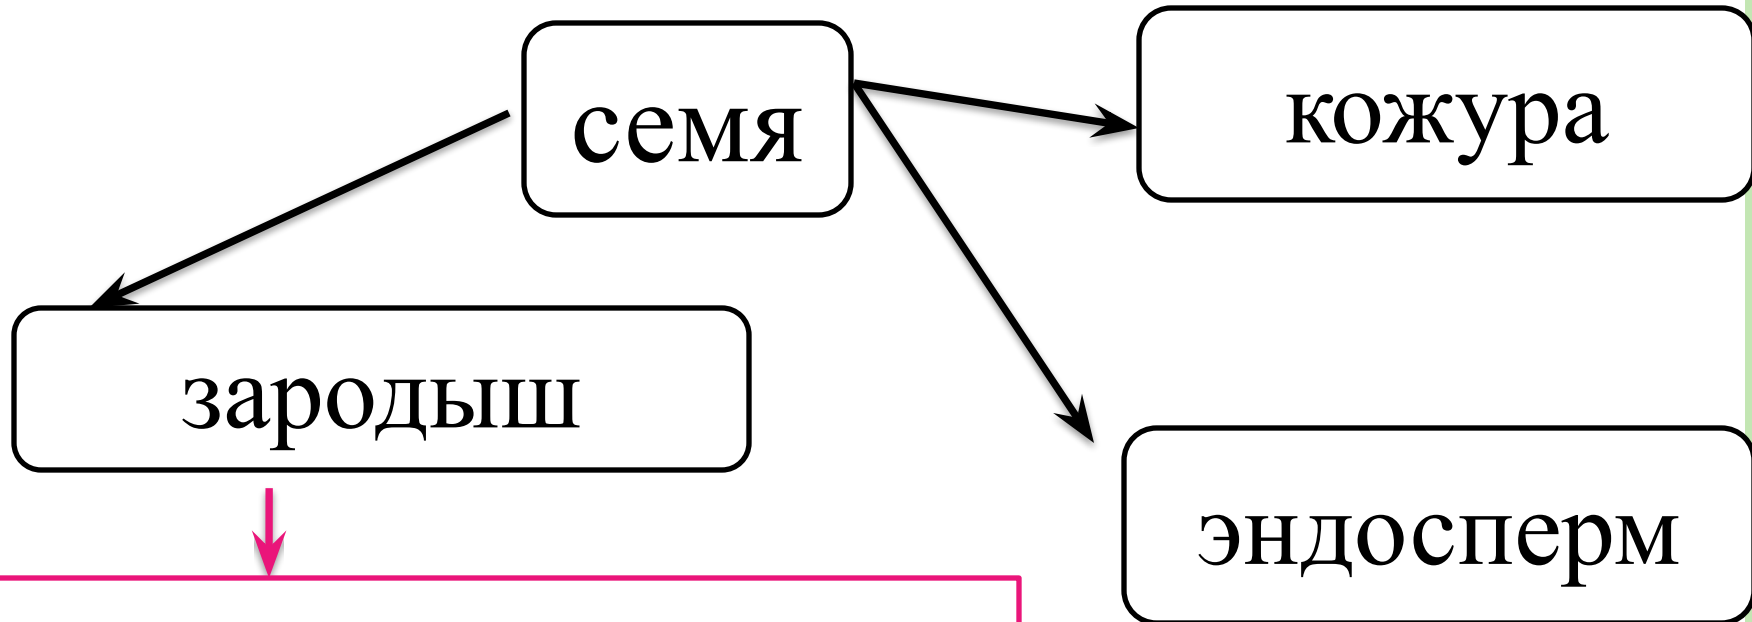 семя
кожура
зародыш
эндосперм